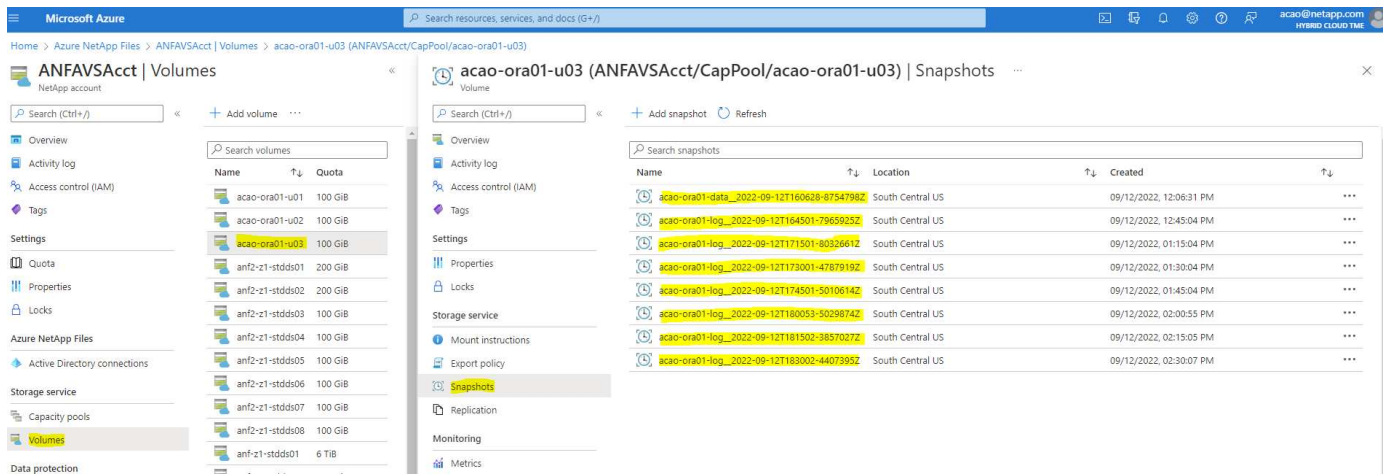 Microsoft Azure
Search resources, services, and docs (G+/)
acao@netapp.com
HYBRID CLOUD TME
Home > Azure NetApp Files > ANFAVSAcct | Volumes > acao-ora01-u03 (ANFAVSAcct/CapPool/acao-ora01-u03)
ANFAVSAcct | Volumes
NetApp account
Search (Ctrl+/)
Overview
Activity log
Access control (IAM)
Tags
Settings
Quota
Properties
Locks
Azure NetApp Files
Active Directory connections
Storage service
Capacity pools
Volumes
Data protection
+ Add volume ...
Search volumes
Name ↑↓ Quota
acao-ora01-u01 100 GiB
acao-ora01-u02 100 GiB
acao-ora01-u03 100 GiB
anf2-z1-stdds01 200 GiB
anf2-z1-stdds02 200 GiB
anf2-z1-stdds03 100 GiB
anf2-z1-stdds04 100 GiB
anf2-z1-stdds05 100 GiB
anf2-z1-stdds06 100 GiB
anf2-z1-stdds07 100 GiB
anf2-z1-stdds08 100 GiB
anf-z1-stdds01 6 TiB
acao-ora01-u03 (ANFAVSAcct/CapPool/acao-ora01-u03) | Snapshots ...
Volume
Search (Ctrl+/)
Overview
Activity log
Access control (IAM)
Tags
Settings
Properties
Locks
Storage service
Mount instructions
Export policy
Snapshots
Replication
Monitoring
Metrics
+ Add snapshot Refresh
Search snapshots
Name ↑↓ Location ↑↓ Created ↑↓
acao-ora01-data__2022-09-12T160628-8754798Z South Central US 09/12/2022, 12:06:31 PM ...
acao-ora01-log__2022-09-12T164501-7965925Z South Central US 09/12/2022, 12:45:04 PM ...
acao-ora01-log__2022-09-12T171501-8032661Z South Central US 09/12/2022, 01:15:04 PM ...
acao-ora01-log__2022-09-12T173001-4787919Z South Central US 09/12/2022, 01:30:04 PM ...
acao-ora01-log__2022-09-12T174501-5010614Z South Central US 09/12/2022, 01:45:04 PM ...
acao-ora01-log__2022-09-12T180053-5029874Z South Central US 09/12/2022, 02:00:55 PM ...
acao-ora01-log__2022-09-12T181502-3857027Z South Central US 09/12/2022, 02:15:05 PM ...
acao-ora01-log__2022-09-12T183002-4407395Z South Central US 09/12/2022, 02:30:07 PM ...